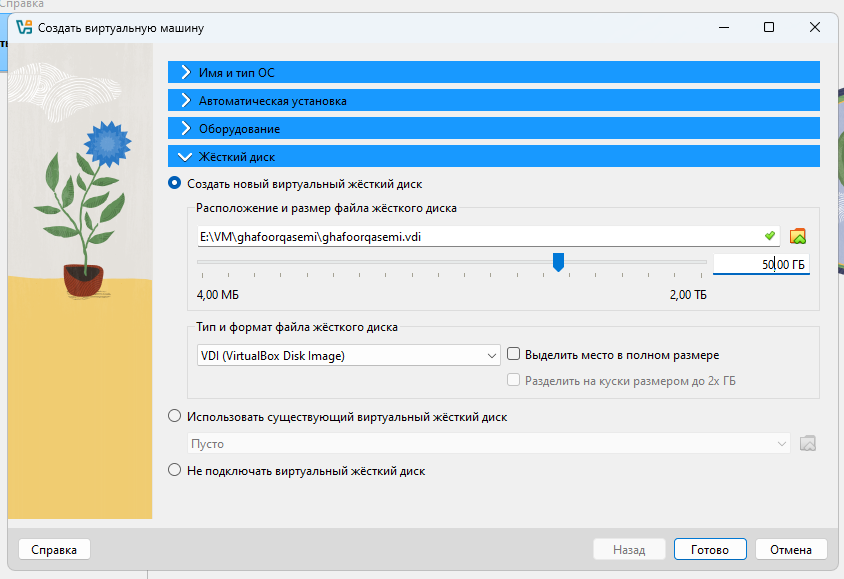 Справка
Создать виртуальную машину
Имя и тип ОС
Автоматическая установка
Оборудование
Жёсткий диск
Создать новый виртуальный жёсткий диск
Расположение и размер файла жёсткого диска
E:\VM\ghafoorqasemi\ghafoorqasemi.vdi
50,00 ГБ
4,00 МБ 2,00 ТБ
Тип и формат файла жёсткого диска
VDI (VirtualBox Disk Image) Выделить место в полном размере
Разделить на куски размером до 2х ГБ
Использовать существующий виртуальный жёсткий диск
Пусто
Не подключать виртуальный жёсткий диск
Справка Назад Готово Отмена